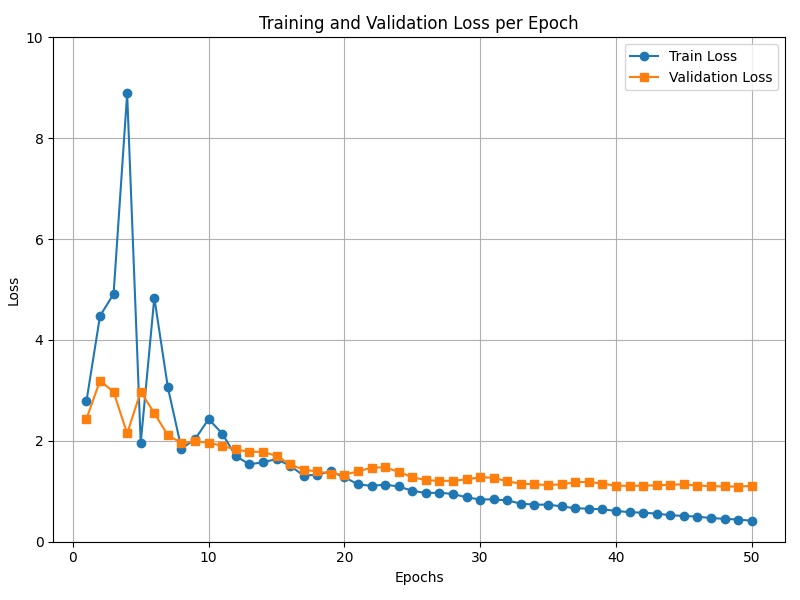 Training and Validation Loss per Epoch
Train Loss
Validation Loss
Loss
10
8
6
4
2
0
0 10 20 30 40 50
Epochs